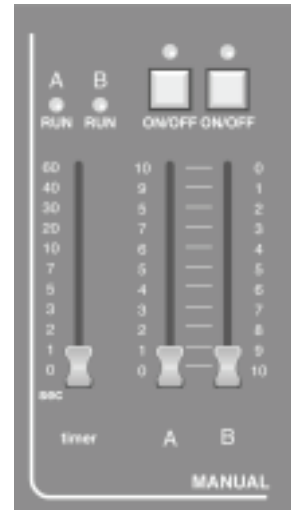 A B
RUN RUN
ON/OFF ON/OFF
60 10 0
40 9 1
30 5 2
20 7 3
10 6 4
7 5 5
5 4 6
3 3 7
2 2 8
1 1 9
0 0 10
sec
timer A B
MANUAL